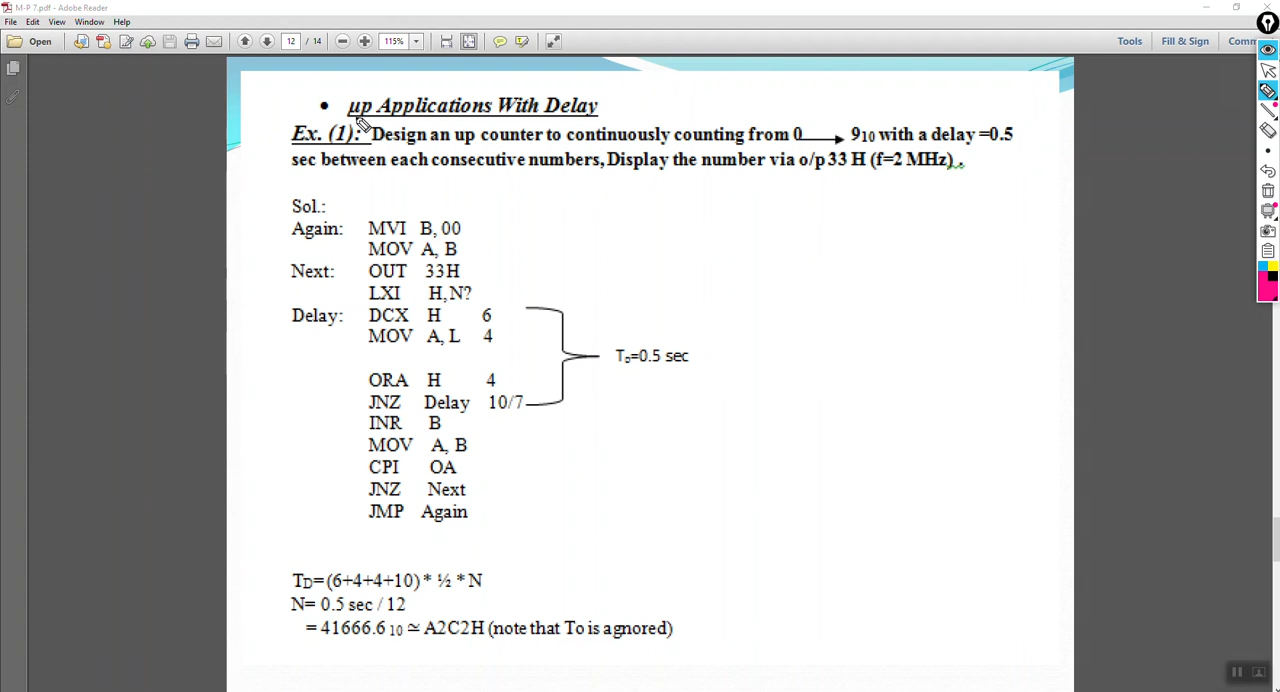 M-P 7.pdf - Adobe Reader
File Edit View Window Help
Open 12 / 14 115% Tools Fill & Sign Comm
• µp Applications With Delay
Ex. (1): Design an up counter to continuously counting from 0 → 9₁₀ with a delay =0.5
sec between each consecutive numbers, Display the number via o/p 33 H (f=2 MHz) .
Sol.:
Again: MVI B, 00
MOV A, B
Next: OUT 33H
LXI H, N?
Delay: DCX H 6
MOV A, L 4
T_D=0.5 sec
ORA H 4
JNZ Delay 10/7
INR B
MOV A, B
CPI OA
JNZ Next
JMP Again
TD= (6+4+4+10) * ½ * N
N= 0.5 sec / 12
= 41666.6 ₁₀ ≃ A2C2H (note that To is agnored)